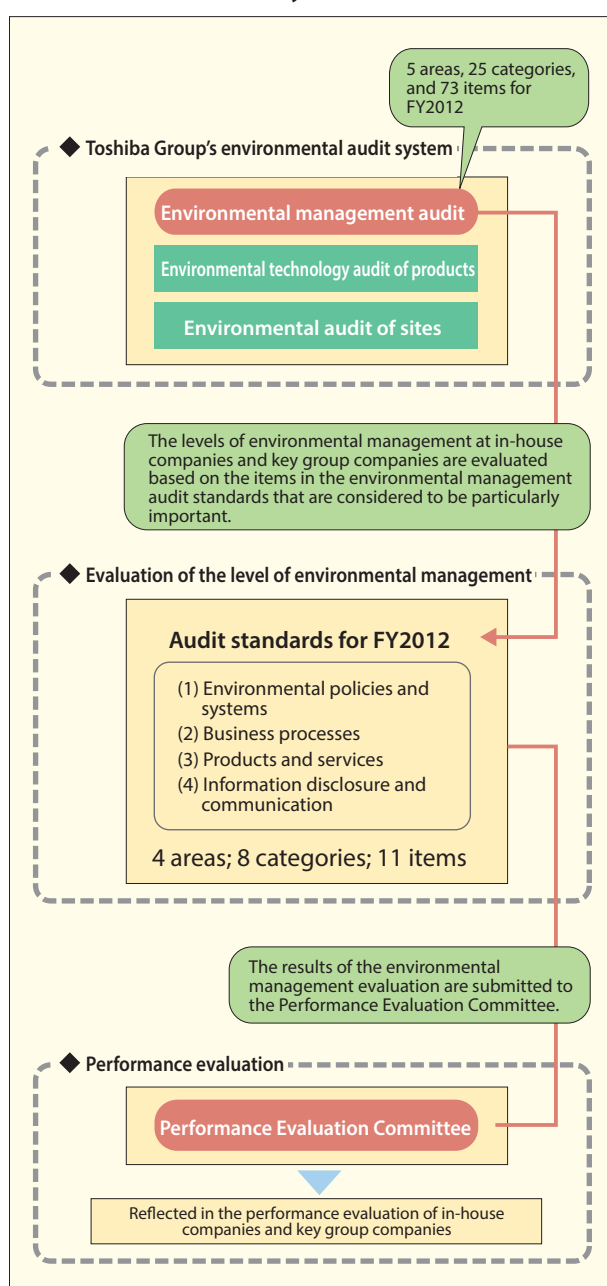 5 areas, 25 categories,
and 73 items for
FY2012
◆ Toshiba Group's environmental audit system
Environmental management audit
Environmental technology audit of products
Environmental audit of sites
The levels of environmental management at in-house
companies and key group companies are evaluated
based on the items in the environmental management
audit standards that are considered to be particularly
important.
◆ Evaluation of the level of environmental management
Audit standards for FY2012
(1) Environmental policies and
systems
(2) Business processes
(3) Products and services
(4) Information disclosure and
communication
4 areas; 8 categories; 11 items
The results of the environmental
management evaluation are submitted to
the Performance Evaluation Committee.
◆ Performance evaluation
Performance Evaluation Committee
Reflected in the performance evaluation of in-house
companies and key group companies